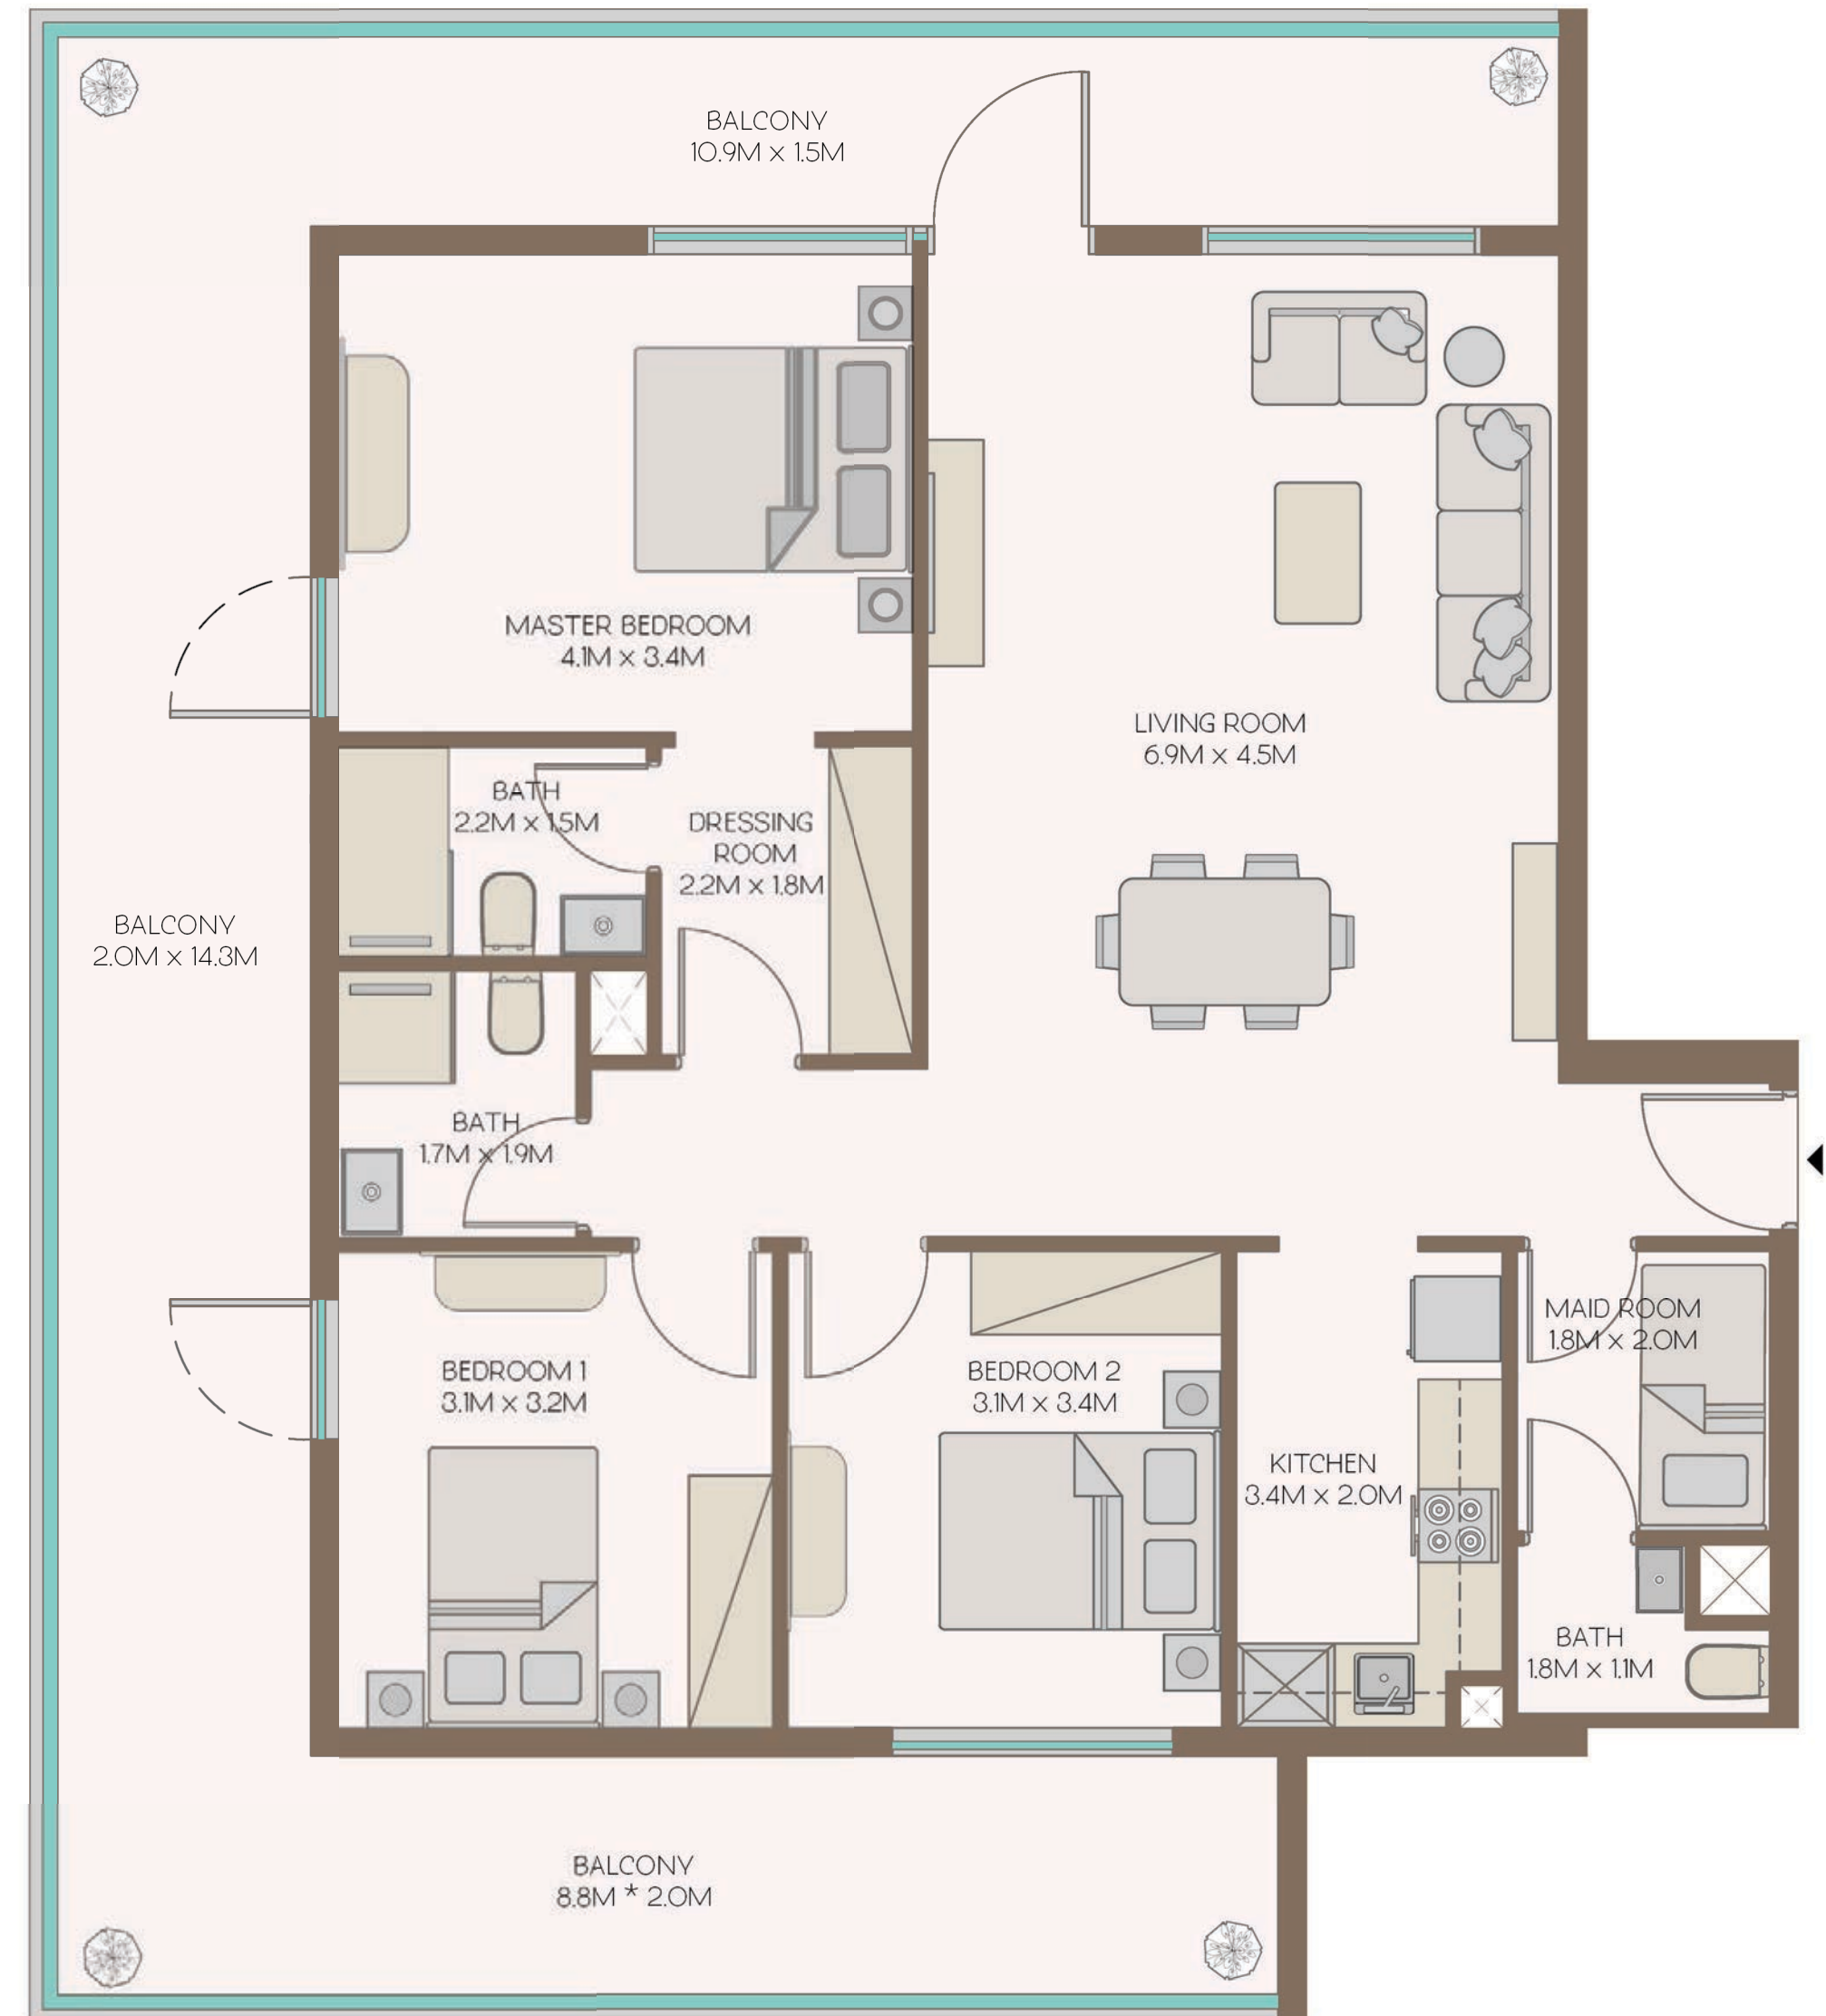 BALCONY
10.9M x 1.5M
MASTER BEDROOM
4.1M x 3.4M
LIVING ROOM
6.9M x 4.5M
BATH
2.2M x 1.5M
DRESSING
ROOM
2.2M x 1.8M
BALCONY
2.0M x 14.3M
BATH
1.7M x 1.9M
MAID ROOM
1.8M x 2.0M
BEDROOM 1
3.1M x 3.2M
BEDROOM 2
3.1M x 3.4M
KITCHEN
3.4M x 2.0M
BATH
1.8M x 1.1M
BALCONY
8.8M * 2.0M